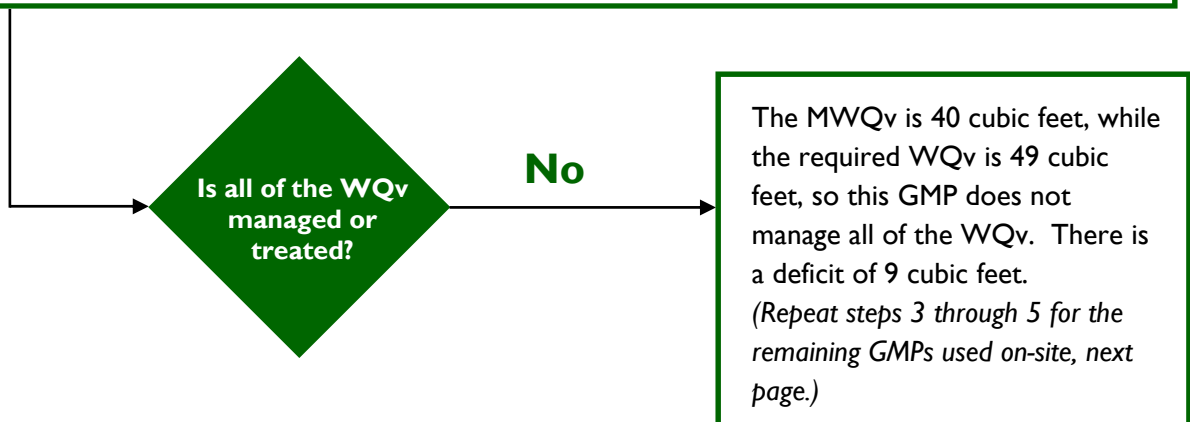 Is all of the WQv
managed or
treated?
No
The MWQv is 40 cubic feet, while
the required WQv is 49 cubic
feet, so this GMP does not
manage all of the WQv.  There is
a deficit of 9 cubic feet.
(Repeat steps 3 through 5 for the
remaining GMPs used on-site, next
page.)